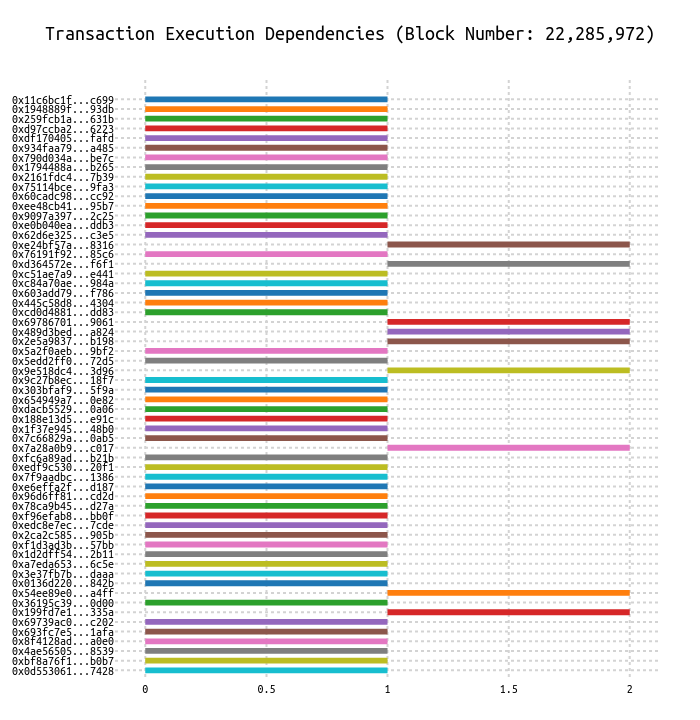 Transaction Execution Dependencies (Block Number: 22,285,972)
0x11c6bc1f...c699
0x1948889f...93db
0x259fcb1a...631b
0xd97ccba2...6223
0xdf170405...fafd
0x934faa79...a485
0x790d034a...be7c
0x1794488a...b265
0x2161fdc4...7b39
0x75114bce...9fa3
0x60cadc98...cc92
0xee48cb41...95b7
0x9097a397...2c25
0xe0b040ea...ddb3
0x62d6e325...c3e5
0xe24bf57a...8316
0x76191f92...85c6
0xd364572e...f6f1
0xc51ae7a9...e441
0xc84a70ae...984a
0x603add79...f786
0x445c58d8...4304
0xcd0d4881...dd83
0x69786701...9061
0x489d3bed...a824
0x2e5a9837...b198
0x5a2f0aeb...9bf2
0x5edd2ff0...72d5
0x9e518dc4...3d96
0x9c27b8ec...18f7
0x303bfaf9...5f9a
0x654949a7...0e82
0xdacb5529...0a06
0x188e13d5...e91c
0x1f37e945...48b0
0x7c66829a...0ab5
0x7a28a0b9...c017
0xfc6a89ad...b21b
0xedf9c530...20f1
0x7f9aadbc...1386
0xe6effa2f...d187
0x96d6ff81...cd2d
0x78ca9b45...d27a
0xf96efab8...bb0f
0xedc8e7ec...7cde
0x2ca2c585...905b
0xf1d3ad3b...57bb
0x1d2dff54...2b11
0xa7eda653...6c5e
0x3e37fb7b...daaa
0x0136d220...842b
0x54ee89e0...a4ff
0x36195c39...0d00
0x199fd7e1...335a
0x69739ac0...c202
0x693fc7e5...1afa
0x8f4128ad...a0e0
0x4ae56505...8539
0xbf8a76f1...b0b7
0x0d553061...7428
0 0.5 1 1.5 2